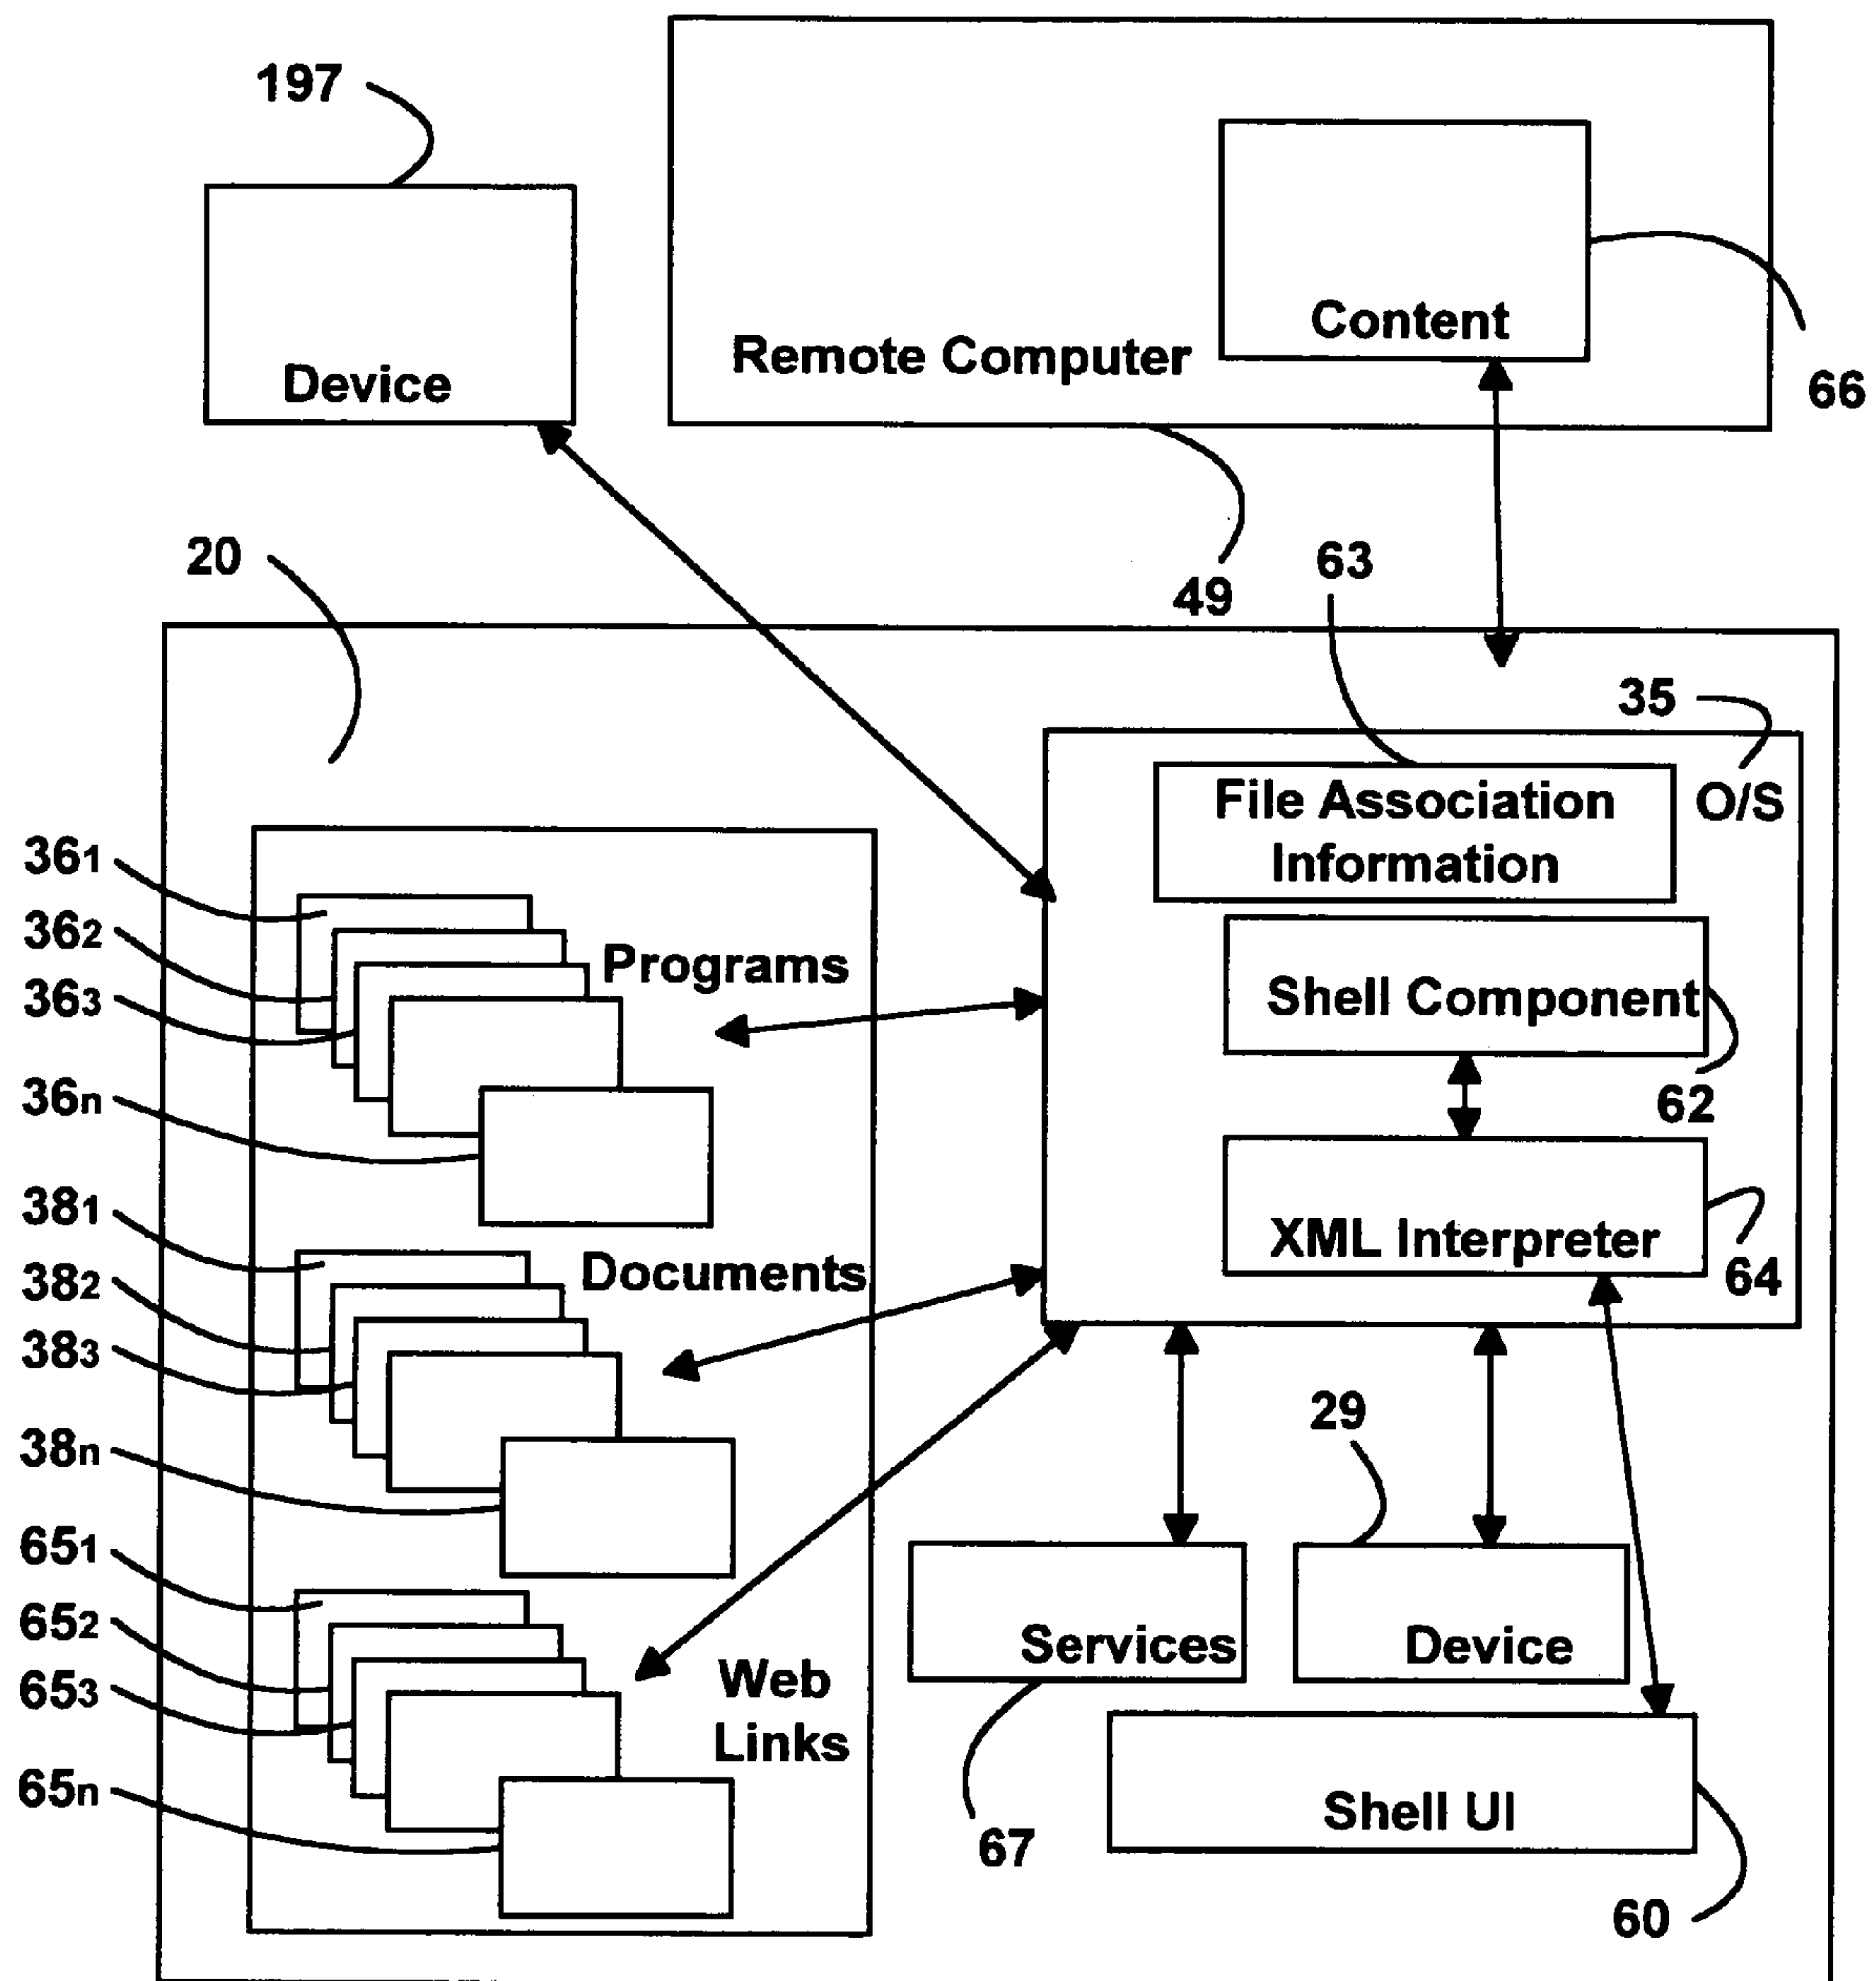 197
Device
Remote Computer
Content
66
49
20
63
35
O/S
File Association
Information
Shell Component
62
XML Interpreter
64
361
362
363
36n
Programs
381
382
383
38n
Documents
651
652
653
65n
Web
Links
29
Services
Device
67
Shell UI
60